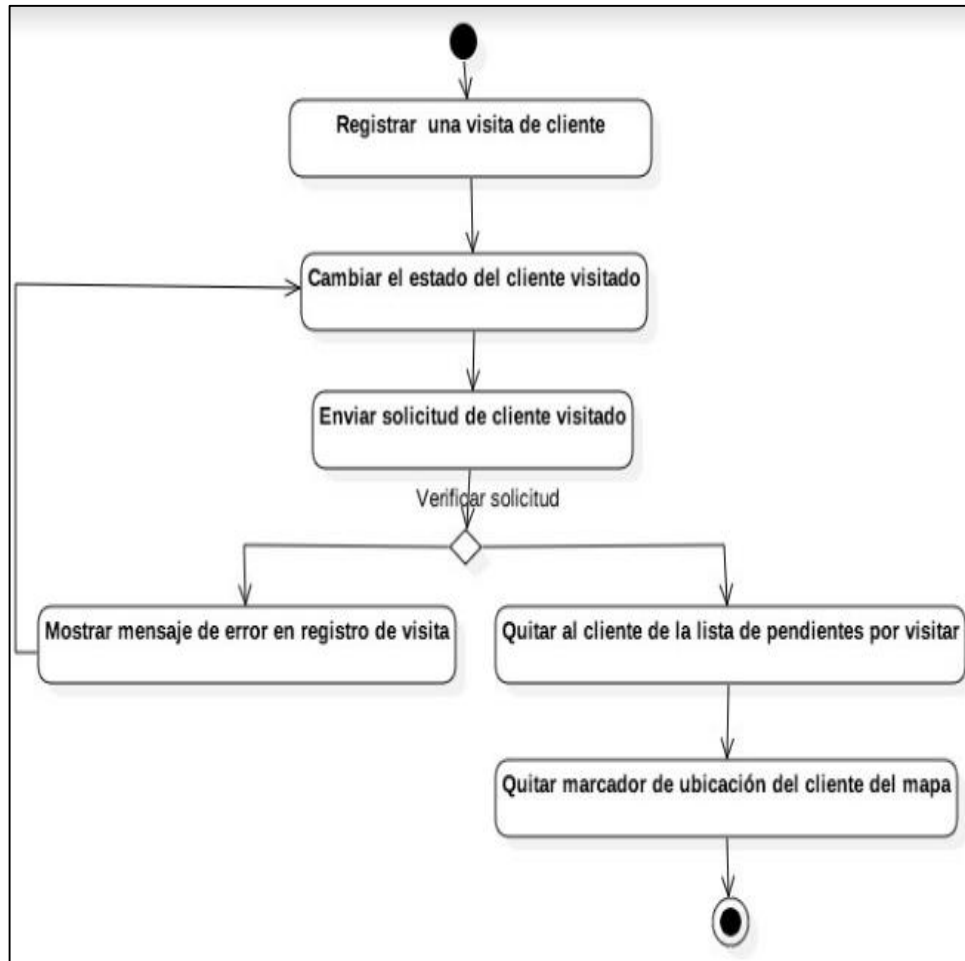 Registrar una visita de cliente
Cambiar el estado del cliente visitado
Enviar solicitud de cliente visitado
Verificar solicitud
Mostrar mensaje de error en registro de visita
Quitar al cliente de la lista de pendientes por visitar
Quitar marcador de ubicación del cliente del mapa